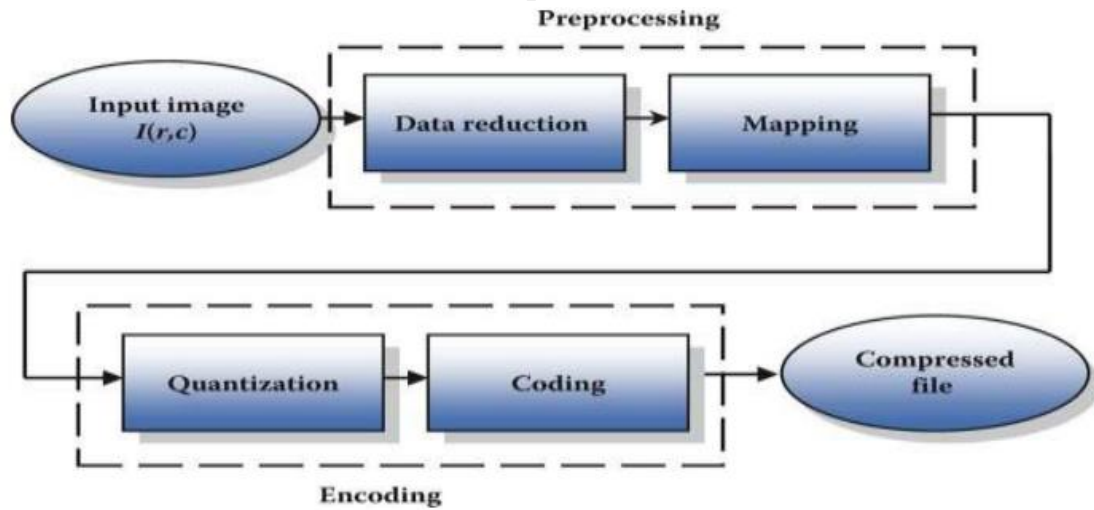 Preprocessing
Input image
I(r,c)
Data reduction
Mapping
Quantization
Coding
Compressed
file
Encoding